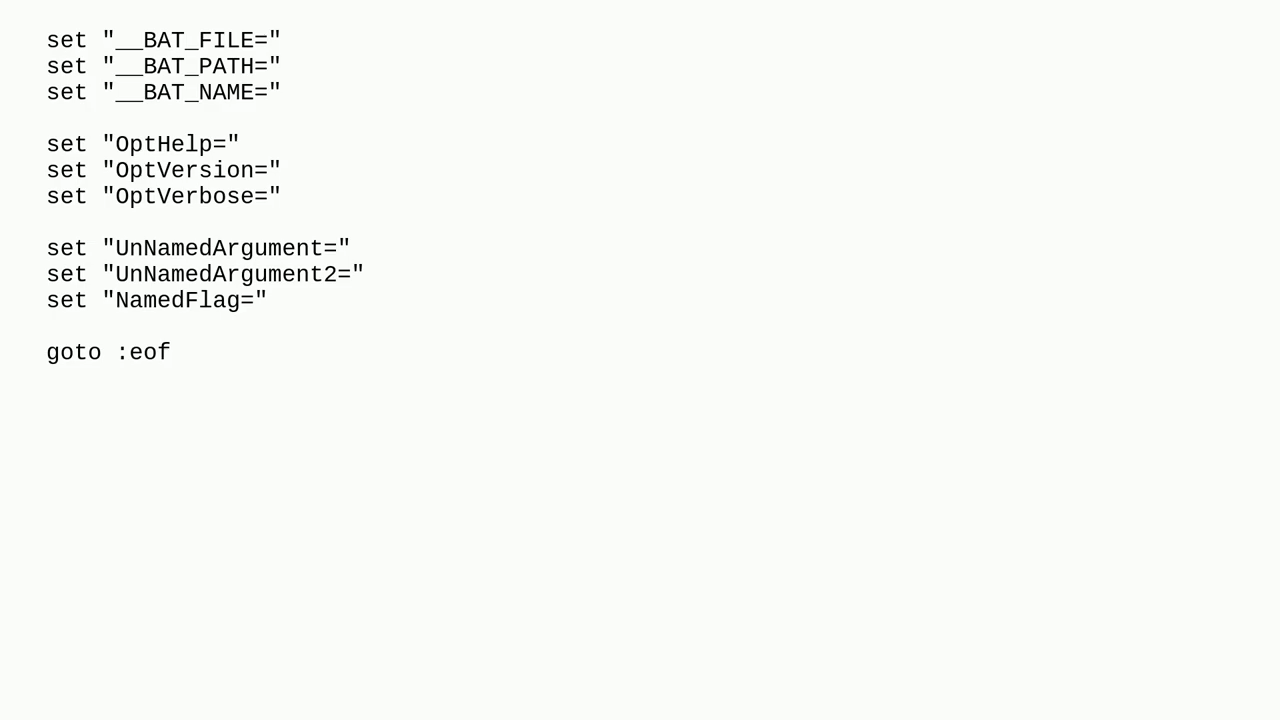 set "__BAT_FILE="
set "__BAT_PATH="
set "__BAT_NAME="
set "OptHelp="
set "OptVersion="
set "OptVerbose="
set "UnNamedArgument="
set "UnNamedArgument2="
set "NamedFlag="
goto :eof